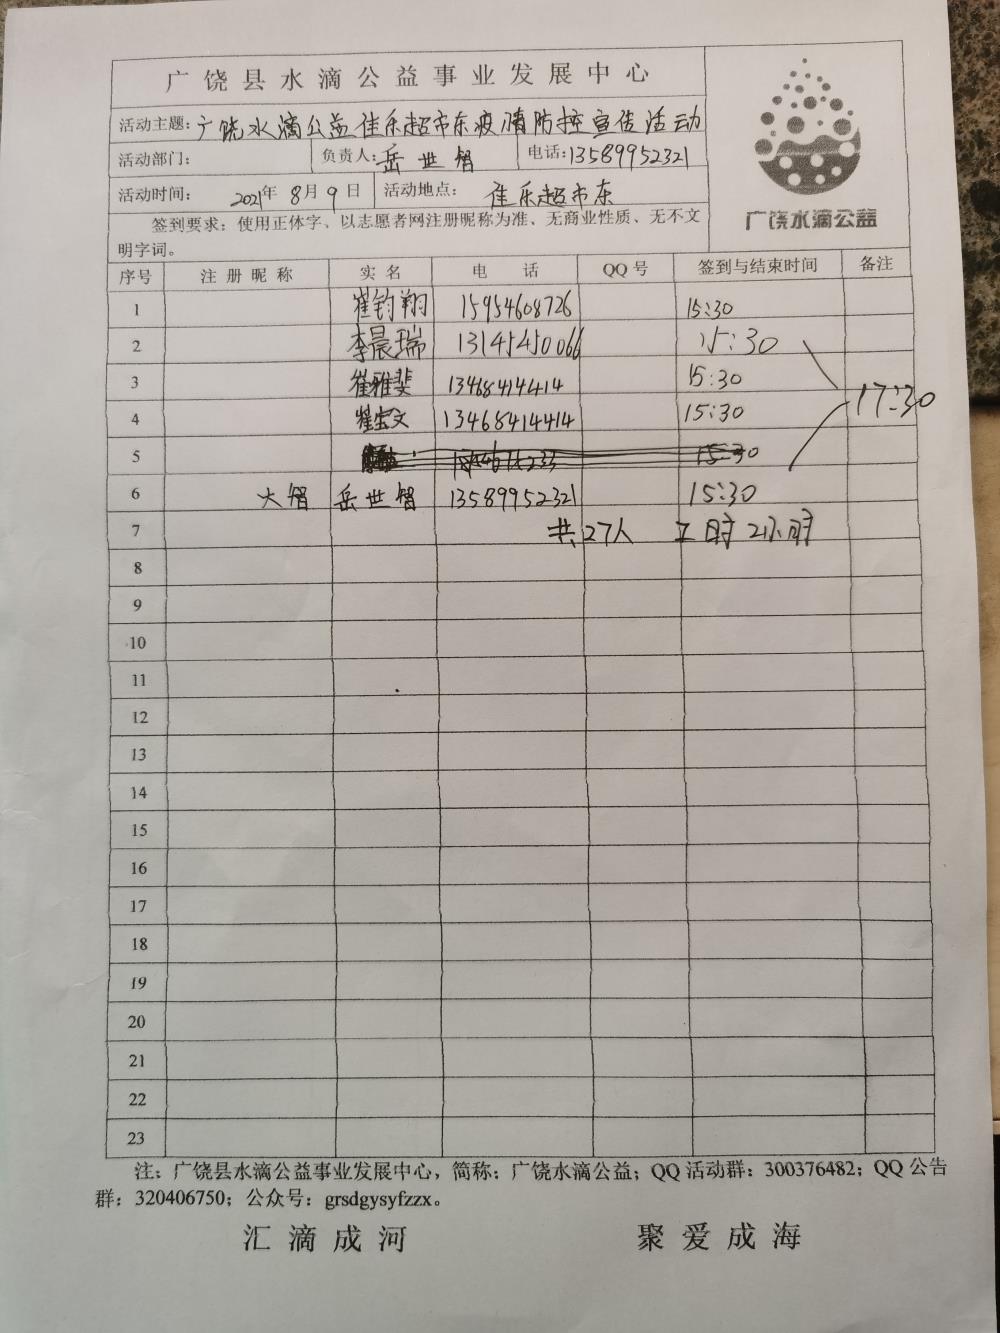 广饶县水滴公益事业发展中心
活动主题：广饶水滴公益佳乐超市东疫情防控宣传活动
活动部门： 负责人：岳世智 电话：13589952321
活动时间： 2021年 8月 9日 活动地点： 佳乐超市东
签到要求：使用正体字、以志愿者网注册昵称为准、无商业性质、无不文
明字词。
广饶水滴公益
序号 注册昵称 实名 电话 QQ号 签到与结束时间 备注
1 崔钧翔 15954608726 15:30
2 李晨瑞 13145450066 15:30
3 崔雅斐 13468414414 15:30
4 崔宝文 13468414414 15:30
17:30
5 15:30
6 大智 岳世智 13589952321 15:30
7 共27人 工时 2小时
8
9
10
11
12
13
14
15
16
17
18
19
20
21
22
23
注：广饶县水滴公益事业发展中心，简称：广饶水滴公益；QQ活动群：300376482；QQ公告
群：320406750；公众号：grsdgysyfzzx。
汇滴成河 聚爱成海